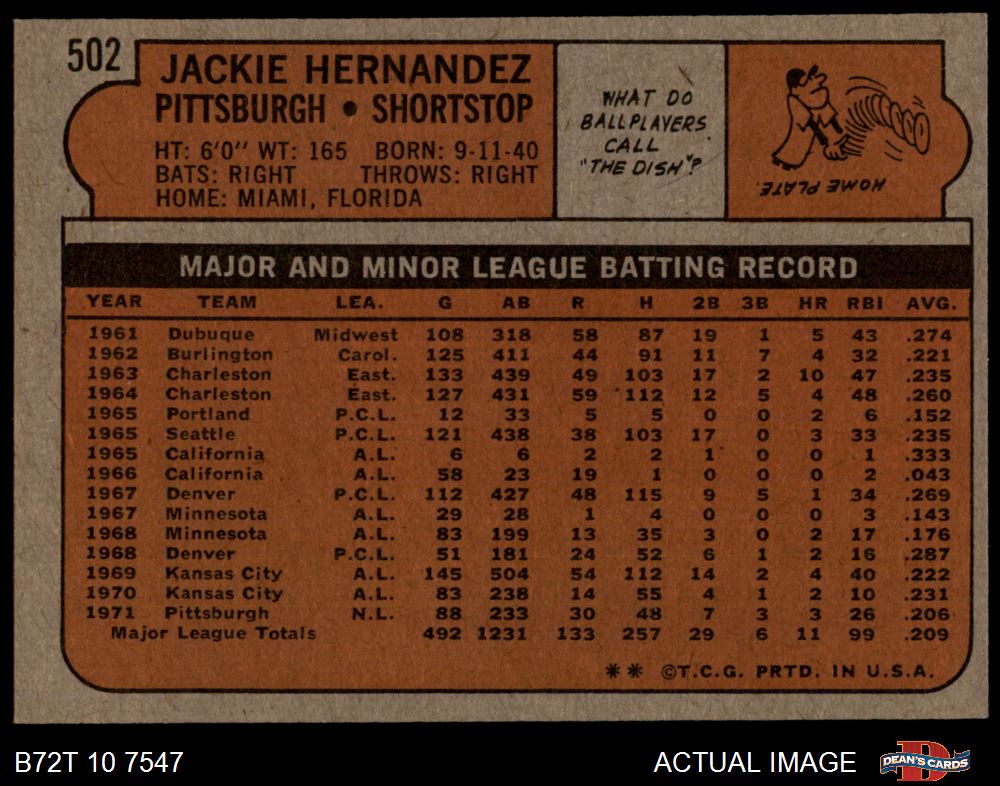 502
JACKIE HERNANDEZ
PITTSBURGH • SHORTSTOP
HT: 6'0" WT: 165 BORN: 9-11-40
BATS: RIGHT THROWS: RIGHT
HOME: MIAMI, FLORIDA
WHAT DO
BALLPLAYERS
CALL
"THE DISH"?
HOME PLATE.
MAJOR AND MINOR LEAGUE BATTING RECORD
YEAR TEAM LEA. G AB R H 2B 3B HR RBI AVG.
1961 Dubuque Midwest 108 318 58 87 19 1 5 43 .274
1962 Burlington Carol. 125 411 44 91 11 7 4 32 .221
1963 Charleston East. 133 439 49 103 17 2 10 47 .235
1964 Charleston East. 127 431 59 112 12 5 4 48 .260
1965 Portland P.C.L. 12 33 5 5 0 0 2 6 .152
1965 Seattle P.C.L. 121 438 38 103 17 0 3 33 .235
1965 California A.L. 6 6 2 2 1 0 0 1 .333
1966 California A.L. 58 23 19 1 0 0 0 2 .043
1967 Denver P.C.L. 112 427 48 115 9 5 1 34 .269
1967 Minnesota A.L. 29 28 1 4 0 0 0 3 .143
1968 Minnesota A.L. 83 199 13 35 3 0 2 17 .176
1968 Denver P.C.L. 51 181 24 52 6 1 2 16 .287
1969 Kansas City A.L. 145 504 54 112 14 2 4 40 .222
1970 Kansas City A.L. 83 238 14 55 4 1 2 10 .231
1971 Pittsburgh N.L. 88 233 30 48 7 3 3 26 .206
Major League Totals 492 1231 133 257 29 6 11 99 .209
** ©T.C.G. PRTD. IN U.S.A.
B72T 10 7547 ACTUAL IMAGE D DEAN'S CARDS